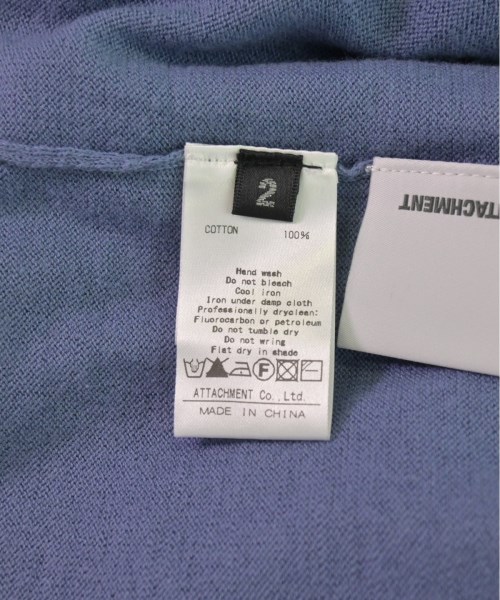 2
COTTON 100%
Hand wash
Do not bleach
Cool iron
Iron under damp cloth
Professionally dryclean:
Fluorocarbon or petroleum
Do not tumble dry
Do not wring
Flat dry in shade
F
ATTACHMENT Co.,Ltd.
MADE IN CHINA
ATTACHMENT